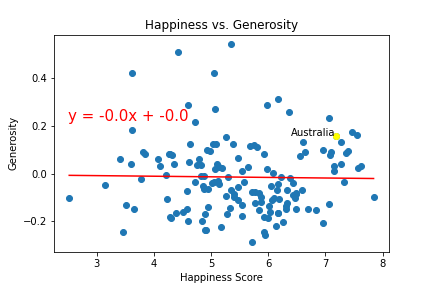 Happiness vs. Generosity
0.4
y = -0.0x + -0.0
0.2
Australia
Generosity
0.0
−0.2
3 4 5 6 7 8
Happiness Score